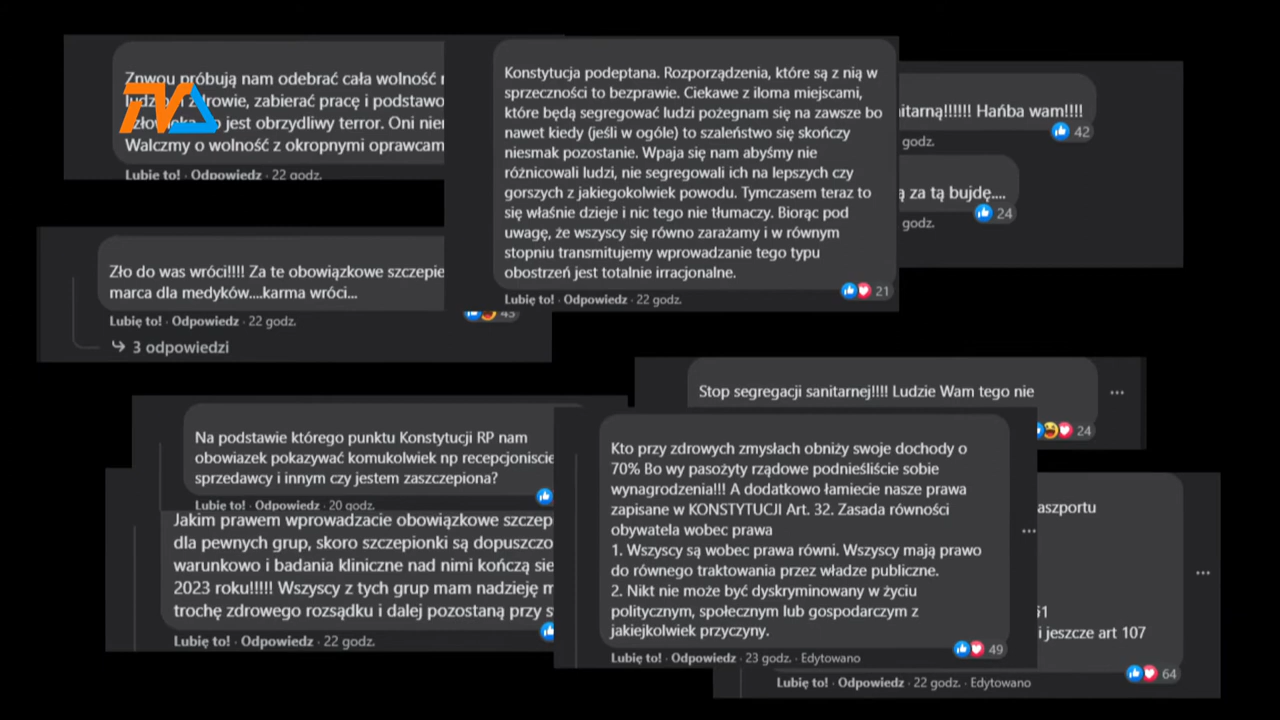 Znwou próbują nam odebrać cała wolność
zdrowie, zabierać pracę i podstawo
jest obrzydliwy terror. Oni nien
Walczmy o wolność z okropnymi oprawcam
Lubię to! · Odpowiedz · 22 godz.
Konstytucja podeptana. Rozporządzenia, które są z nią w
sprzeczności to bezprawie. Ciekawe z iloma miejscami,
które będą segregować ludzi pożegnam się na zawsze bo
nawet kiedy (jeśli w ogóle) to szaleństwo się skończy
niesmak pozostanie. Wpaja się nam abyśmy nie
różnicowali ludzi, nie segregowali ich na lepszych czy
gorszych z jakiegokolwiek powodu. Tymczasem teraz to
się właśnie dzieje i nic tego nie tłumaczy. Biorąc pod
uwagę, że wszyscy się równo zarażamy i w równym
stopniu transmitujemy wprowadzanie tego typu
obostrzeń jest totalnie irracjonalne.
Lubię to! · Odpowiedz · 22 godz.
21
itarną!!!!!! Hańba wam!!!!
42
godz.
ą za tą bujdę....
24
godz.
Zło do was wróci!!!! Za te obowiązkowe szczepie
marca dla medyków....karma wróci...
Lubię to! · Odpowiedz · 22 godz.
43
3 odpowiedzi
Stop segregacji sanitarnej!!!! Ludzie Wam tego nie
24
Na podstawie którego punktu Konstytucji RP nam
obowiazek pokazywać komukolwiek np recepcjoniscie
sprzedawcy i innym czy jestem zaszczepiona?
Lubię to! · Odpowiedz · 20 godz.
Jakim prawem wprowadzacie obowiązkowe szczep
dla pewnych grup, skoro szczepionki są dopuszczo
warunkowo i badania kliniczne nad nimi kończą sie
2023 roku!!!!! Wszyscy z tych grup mam nadzieję m
trochę zdrowego rozsądku i dalej pozostaną przy s
Lubię to! · Odpowiedz · 22 godz.
Kto przy zdrowych zmysłach obniży swoje dochody o
70% Bo wy pasożyty rządowe podnieśliście sobie
wynagrodzenia!!! A dodatkowo łamiecie nasze prawa
zapisane w KONSTYTUCJI Art. 32. Zasada równości
obywatela wobec prawa
1. Wszyscy są wobec prawa równi. Wszyscy mają prawo
do równego traktowania przez władze publiczne.
2. Nikt nie może być dyskryminowany w życiu
politycznym, społecznym lub gospodarczym z
jakiejkolwiek przyczyny.
Lubię to! · Odpowiedz · 23 godz. · Edytowano
49
aszportu
i jeszcze art 107
64
Lubię to! · Odpowiedz · 22 godz. · Edytowano